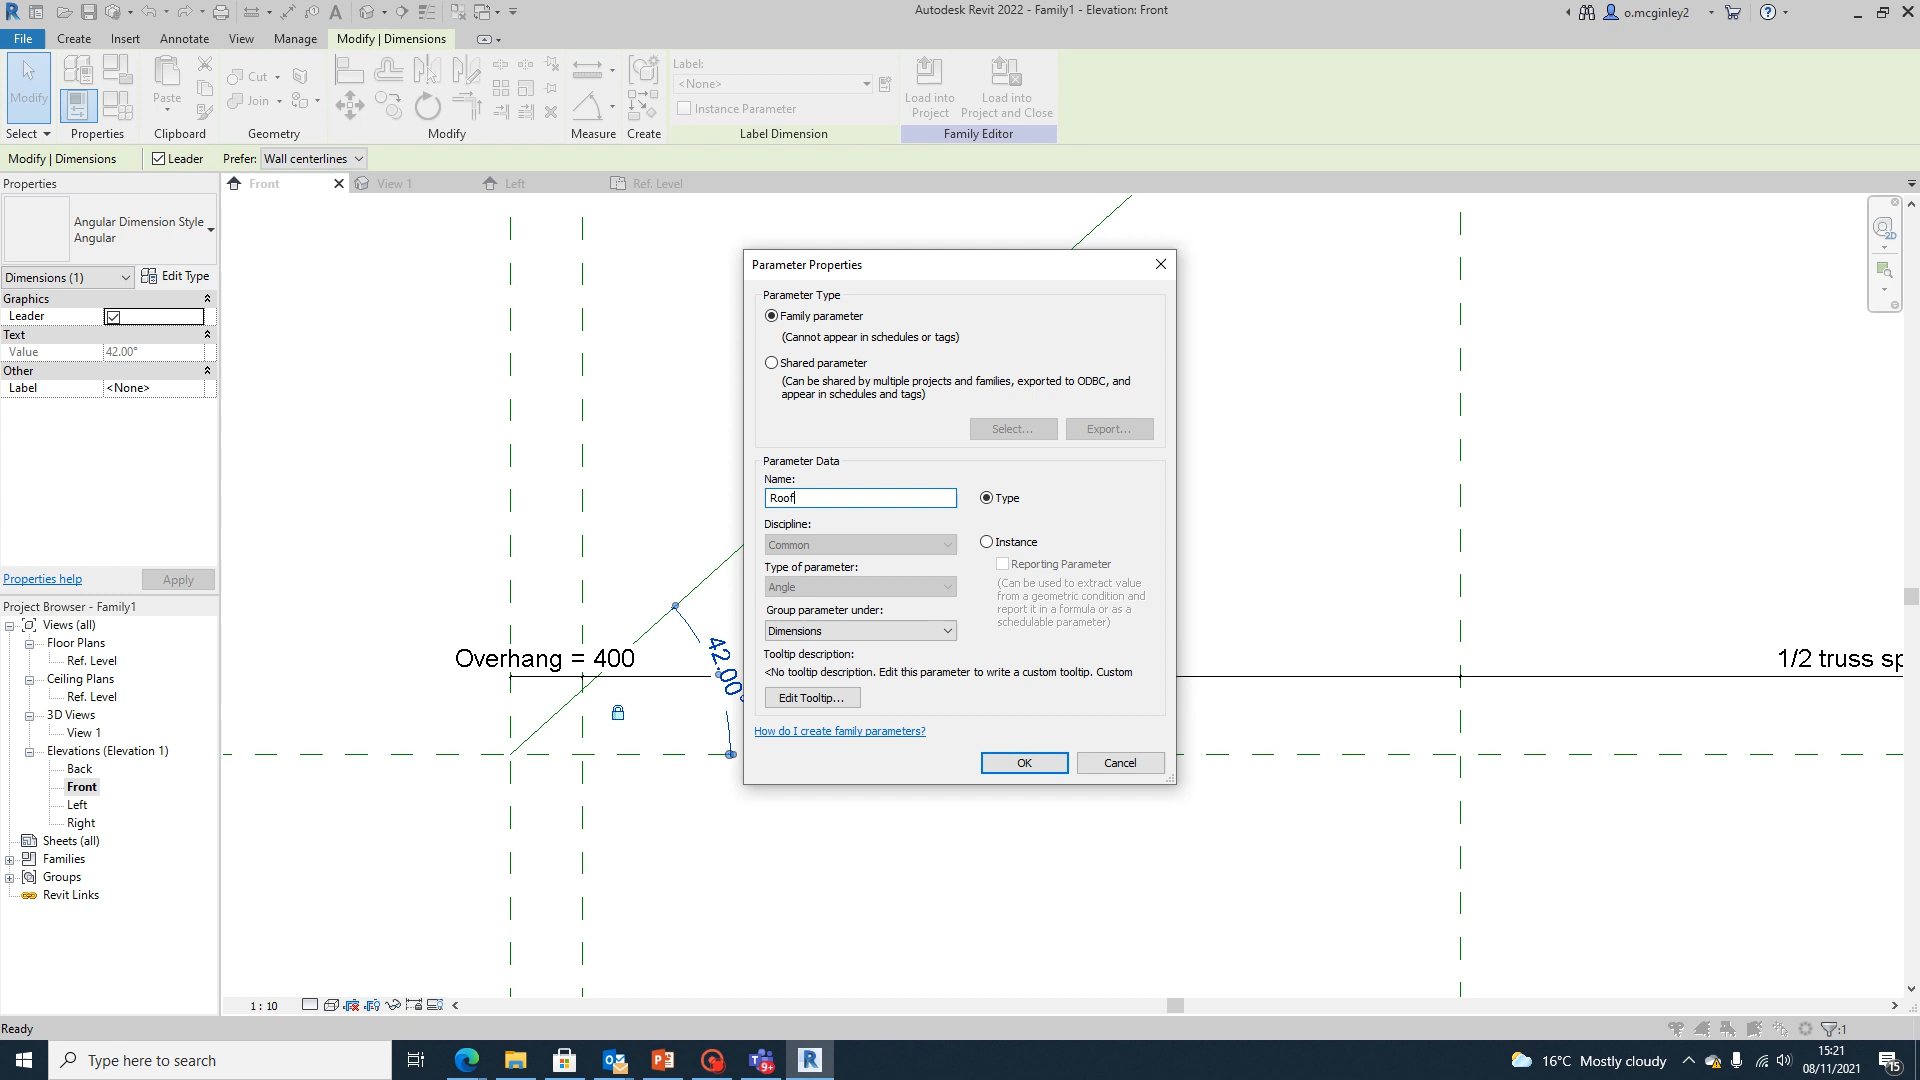 Autodesk Revit 2022 - Family1 - Elevation: Front
o.mcginley2
File Create Insert Annotate View Manage Modify | Dimensions
Modify
Paste
Cut
Join
Label:
<None>
Instance Parameter
Load into
Project
Load into
Project and Close
Select Properties Clipboard Geometry Modify Measure Create Label Dimension Family Editor
Modify | Dimensions Leader Prefer: Wall centerlines
Properties
Front View 1 Left Ref. Level
Angular Dimension Style
Angular
Dimensions (1) Edit Type
Graphics
Leader
Text
Value 42.00°
Other
Label <None>
Properties help Apply
Project Browser - Family1
Views (all)
Floor Plans
Ref. Level
Ceiling Plans
Ref. Level
3D Views
View 1
Elevations (Elevation 1)
Back
Front
Left
Right
Sheets (all)
Families
Groups
Revit Links
Overhang = 400
42.00
1/2 truss sp
2D
Parameter Properties
Parameter Type
Family parameter
(Cannot appear in schedules or tags)
Shared parameter
(Can be shared by multiple projects and families, exported to ODBC, and
appear in schedules and tags)
Select... Export...
Parameter Data
Name:
Roof
Type
Discipline:
Common
Instance
Reporting Parameter
Type of parameter:
Angle
(Can be used to extract value
from a geometric condition and
report it in a formula or as a
schedulable parameter)
Group parameter under:
Dimensions
Tooltip description:
<No tooltip description. Edit this parameter to write a custom tooltip. Custom
Edit Tooltip...
How do I create family parameters?
OK Cancel
1 : 10
Ready
:1
Type here to search
9+
16°C Mostly cloudy
15:21
08/11/2021
15